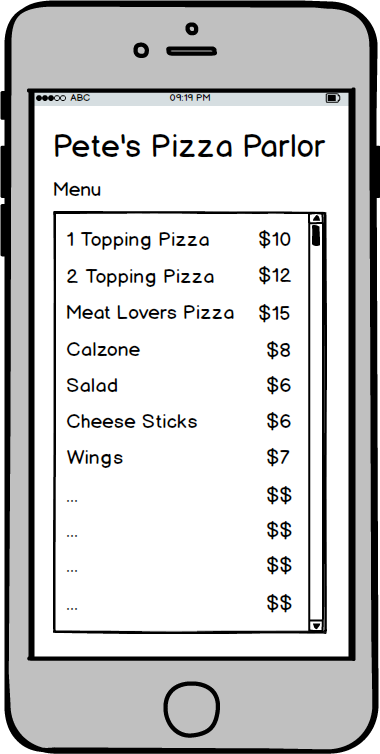 ABC 09:19 PM
Pete's Pizza Parlor
Menu
1 Topping Pizza $10
2 Topping Pizza $12
Meat Lovers Pizza $15
Calzone $8
Salad $6
Cheese Sticks $6
Wings $7
... $$
... $$
... $$
... $$